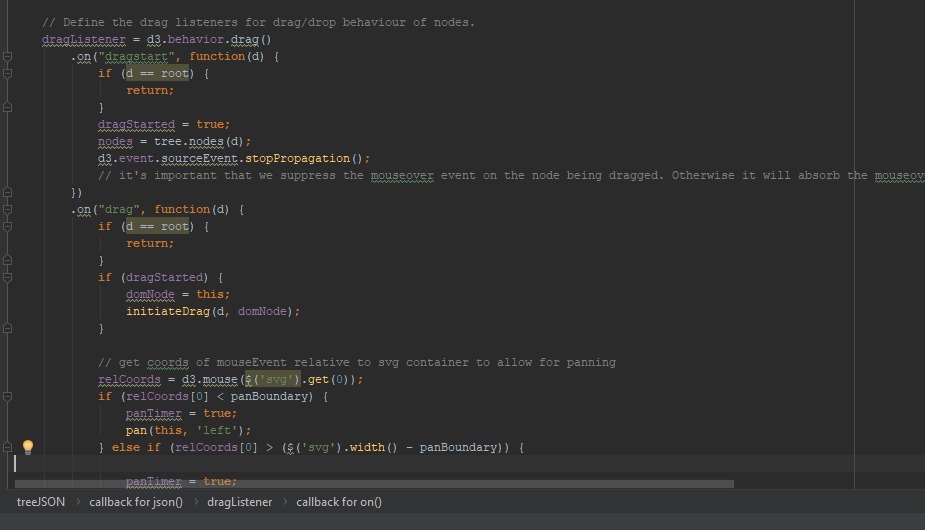 // Define the drag listeners for drag/drop behaviour of nodes.
dragListener = d3.behavior.drag()
.on("dragstart", function(d) {
if (d == root) {
return;
}
dragStarted = true;
nodes = tree.nodes(d);
d3.event.sourceEvent.stopPropagation();
// it's important that we suppress the mouseover event on the node being dragged. Otherwise it will absorb the mouseov
})
.on("drag", function(d) {
if (d == root) {
return;
}
if (dragStarted) {
domNode = this;
initiateDrag(d, domNode);
}
// get coords of mouseEvent relative to svg container to allow for panning
relCoords = d3.mouse($('svg').get(0));
if (relCoords[0] < panBoundary) {
panTimer = true;
pan(this, 'left');
} else if (relCoords[0] > ($('svg').width() - panBoundary)) {
panTimer = true;
treeJSON › callback for json() › dragListener › callback for on()